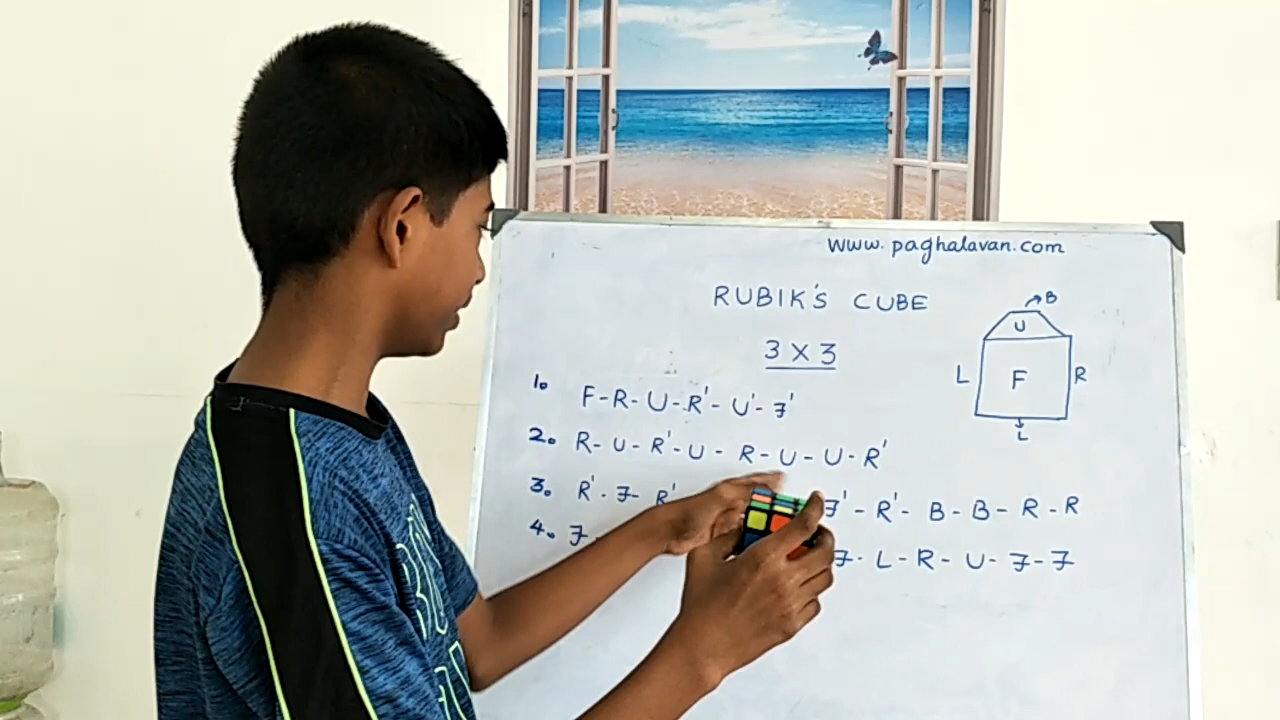 www.paghalavan.com
RUBIK'S CUBE
3 X 3
B
U
L F R
L
1. F-R-U-R'-U'-F'
2. R-U-R'-U-R-U-U-R'
3. R'-F-R' F'-R'-B-B-R-R
4. F- F-L-R-U-F-F